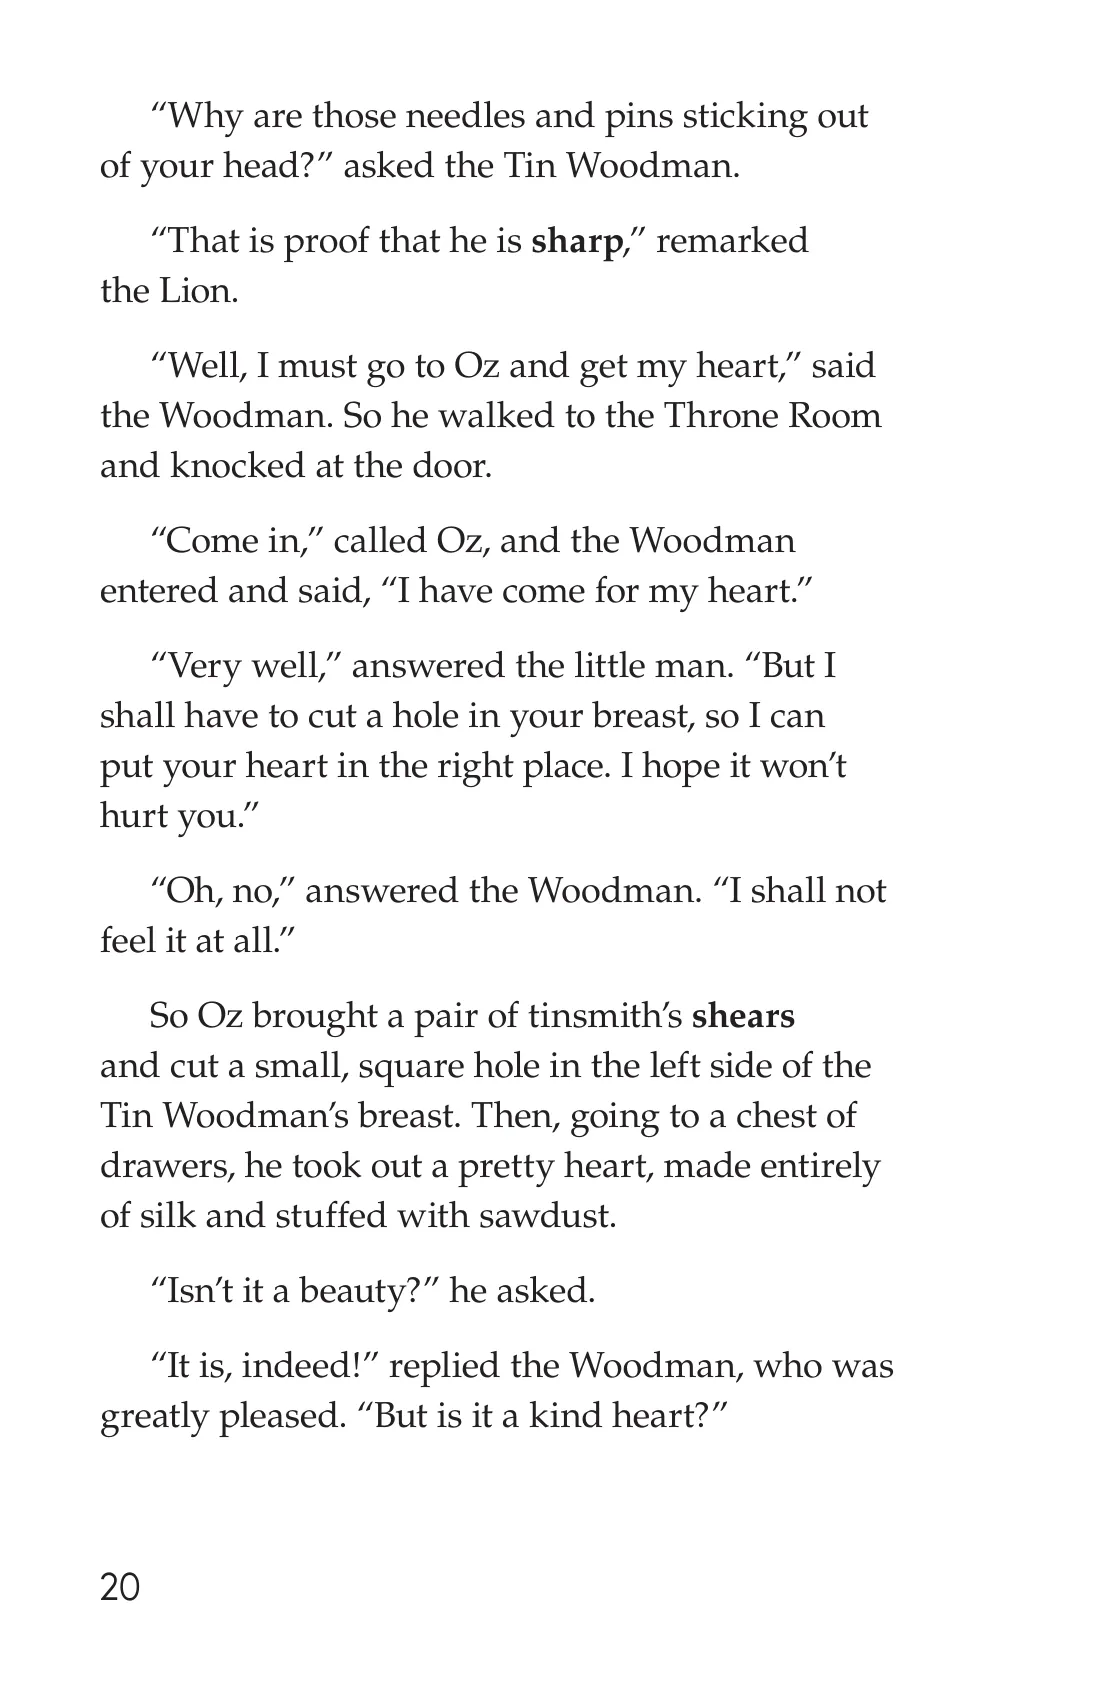 “Why are those needles and pins sticking out
of your head?” asked the Tin Woodman.
“That is proof that he is sharp,” remarked
the Lion.
“Well, I must go to Oz and get my heart,” said
the Woodman. So he walked to the Throne Room
and knocked at the door.
“Come in,” called Oz, and the Woodman
entered and said, “I have come for my heart.”
“Very well,” answered the little man. “But I
shall have to cut a hole in your breast, so I can
put your heart in the right place. I hope it won’t
hurt you.”
“Oh, no,” answered the Woodman. “I shall not
feel it at all.”
So Oz brought a pair of tinsmith’s shears
and cut a small, square hole in the left side of the
Tin Woodman’s breast. Then, going to a chest of
drawers, he took out a pretty heart, made entirely
of silk and stuffed with sawdust.
“Isn’t it a beauty?” he asked.
“It is, indeed!” replied the Woodman, who was
greatly pleased. “But is it a kind heart?”
20